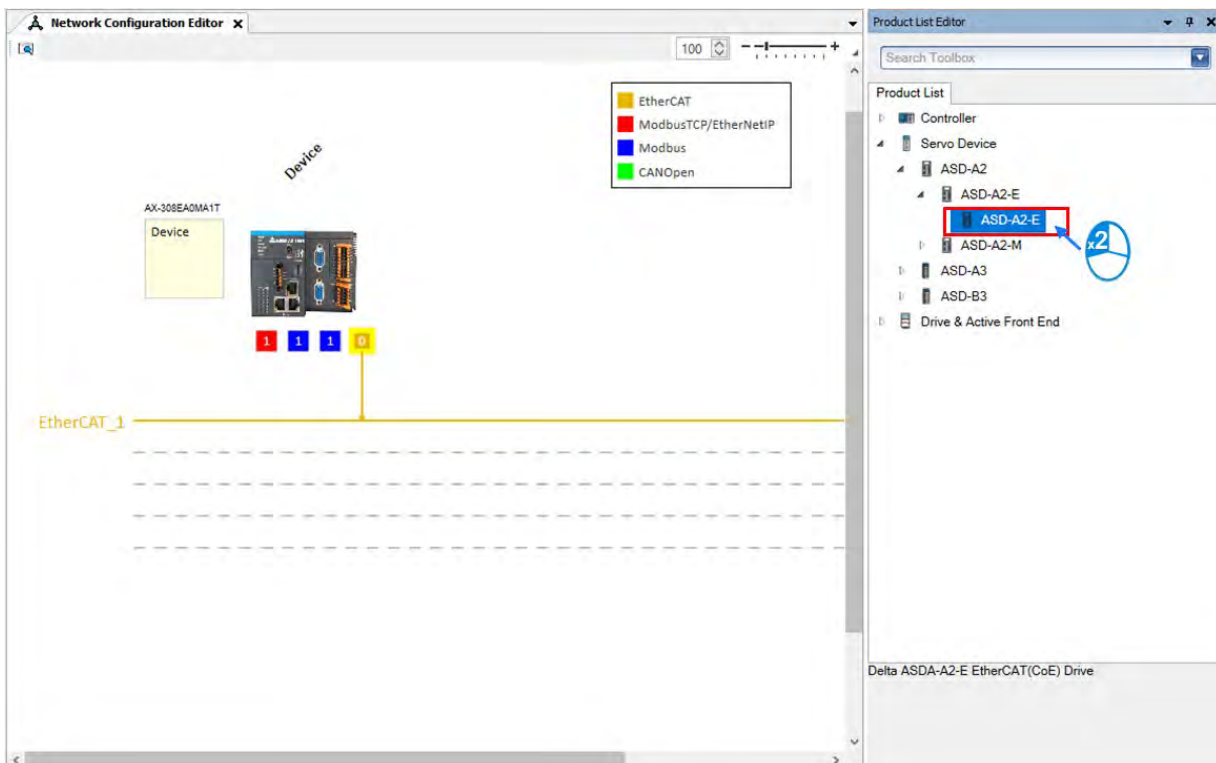 Network Configuration Editor
100
EtherCAT
ModbusTCP/EtherNetIP
Modbus
CANOpen
Device
AX-308EA0MA1T
Device
1 1 1 0
EtherCAT_1
Product List Editor
Search Toolbox
Product List
Controller
Servo Device
ASD-A2
ASD-A2-E
ASD-A2-E
x2
ASD-A2-M
ASD-A3
ASD-B3
Drive & Active Front End
Delta ASDA-A2-E EtherCAT(CoE) Drive